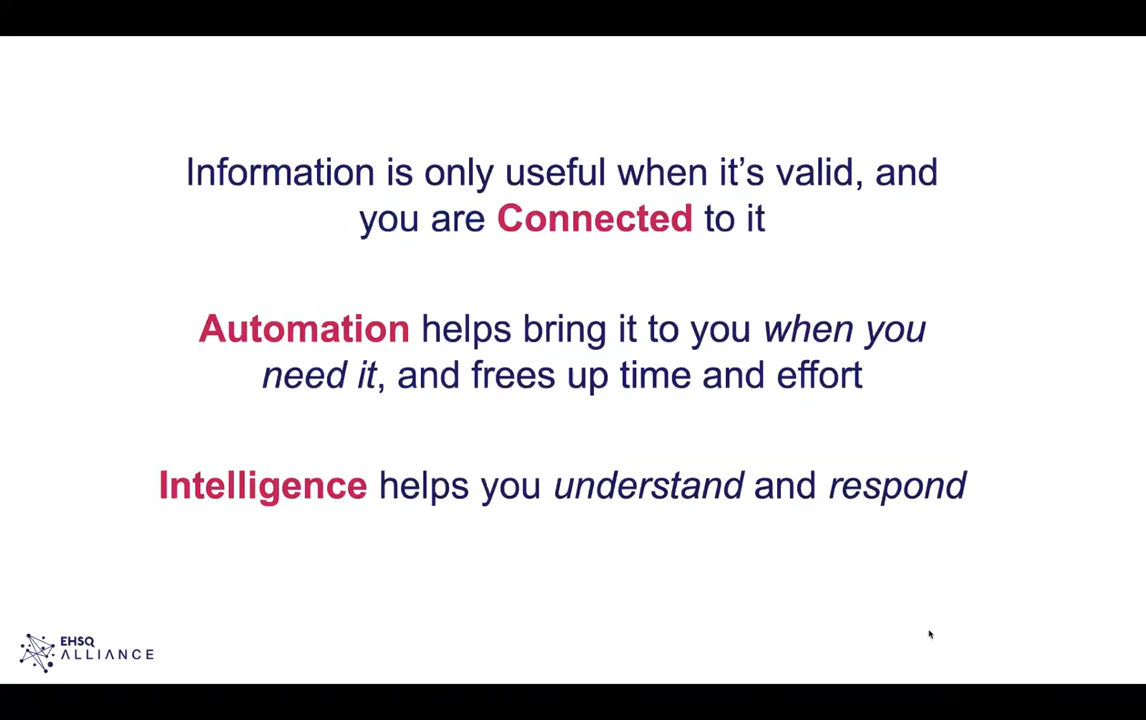 Information is only useful when it’s valid, and
you are Connected to it
Automation helps bring it to you when you
need it, and frees up time and effort
Intelligence helps you understand and respond
EHSQ
ALLIANCE